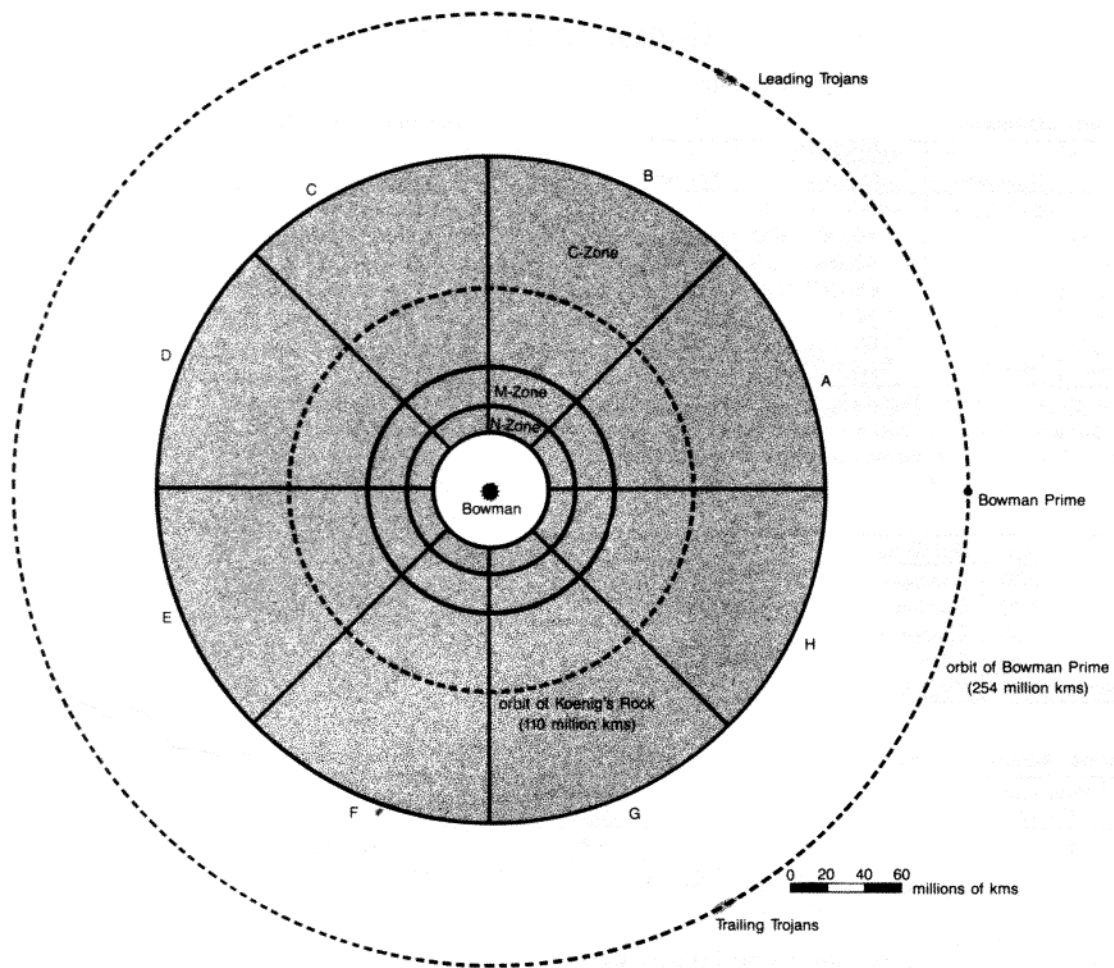 Leading Trojans
B
C
C-Zone
D
A
M-Zone
N-Zone
Bowman
Bowman Prime
E
H
orbit of Bowman Prime
(254 million kms)
orbit of Koenig's Rock
(110 million kms)
F
G
0 20 40 60
millions of kms
Trailing Trojans